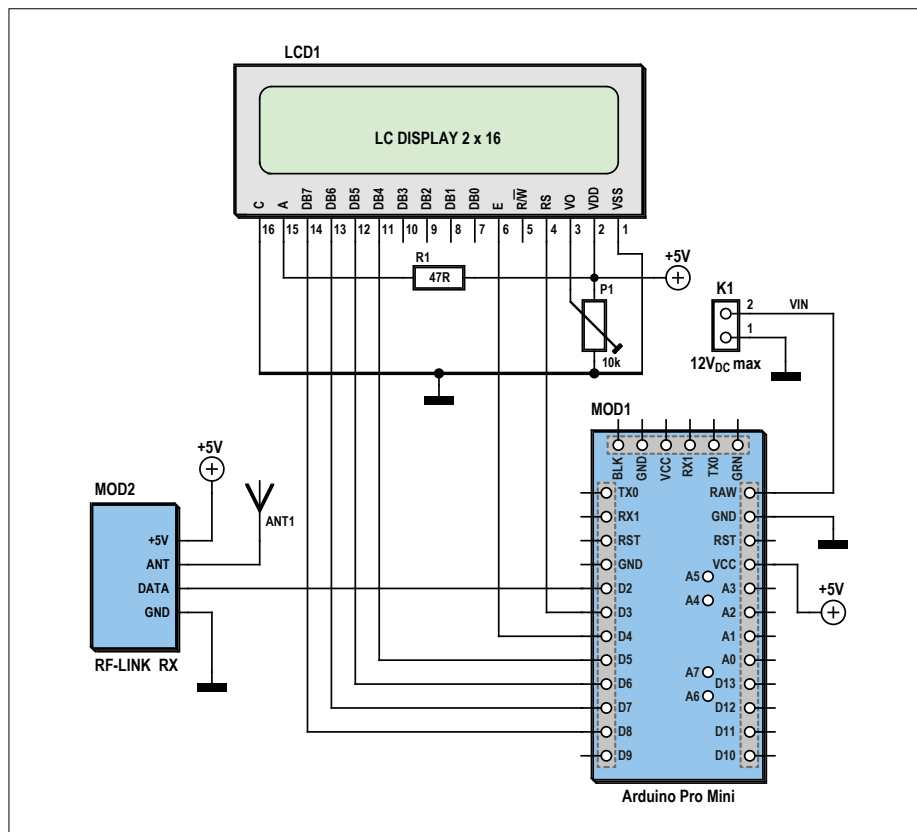 LCD1
LC DISPLAY 2 x 16
C A DB7 DB6 DB5 DB4 DB3 DB2 DB1 DB0 E R/W RS VO VDD VSS
16 15 14 13 12 11 10 9 8 7 6 5 4 3 2 1
R1
47R
+5V
P1
10k
K1
2
VIN
1
12VDC max
MOD1
BLK GND VCC RX1 TX0 GRN
TX0 RAW
RX1 GND
RST RST
GND VCC
A5
D2 A3
A4
D3 A2
D4 A1
D5 A0
A7
D6 D13
A6
D7 D12
D8 D11
D9 D10
Arduino Pro Mini
+5V
+5V
MOD2
ANT1
+5V
ANT
DATA
GND
RF-LINK RX